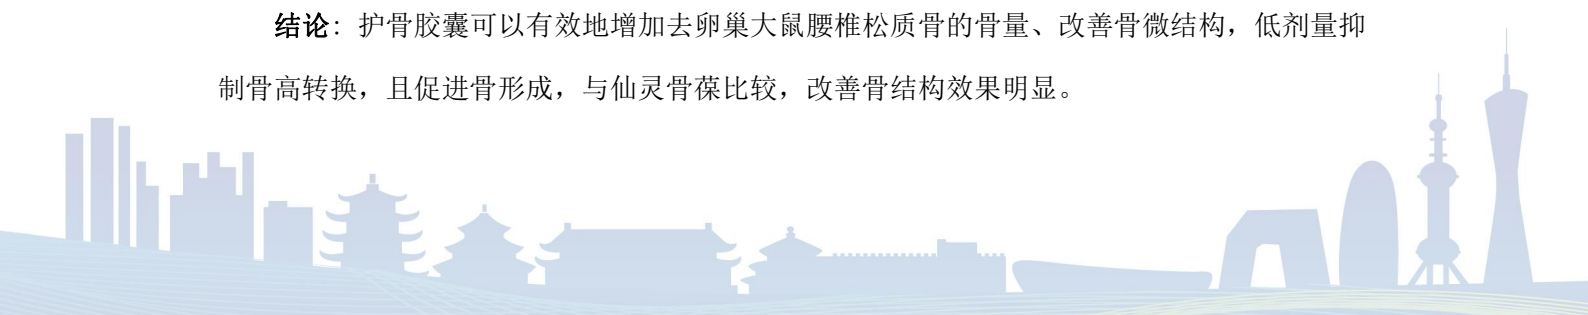 结论：护骨胶囊可以有效地增加去卵巢大鼠腰椎松质骨的骨量、改善骨微结构，低剂量抑
制骨高转换，且促进骨形成，与仙灵骨葆比较，改善骨结构效果明显。